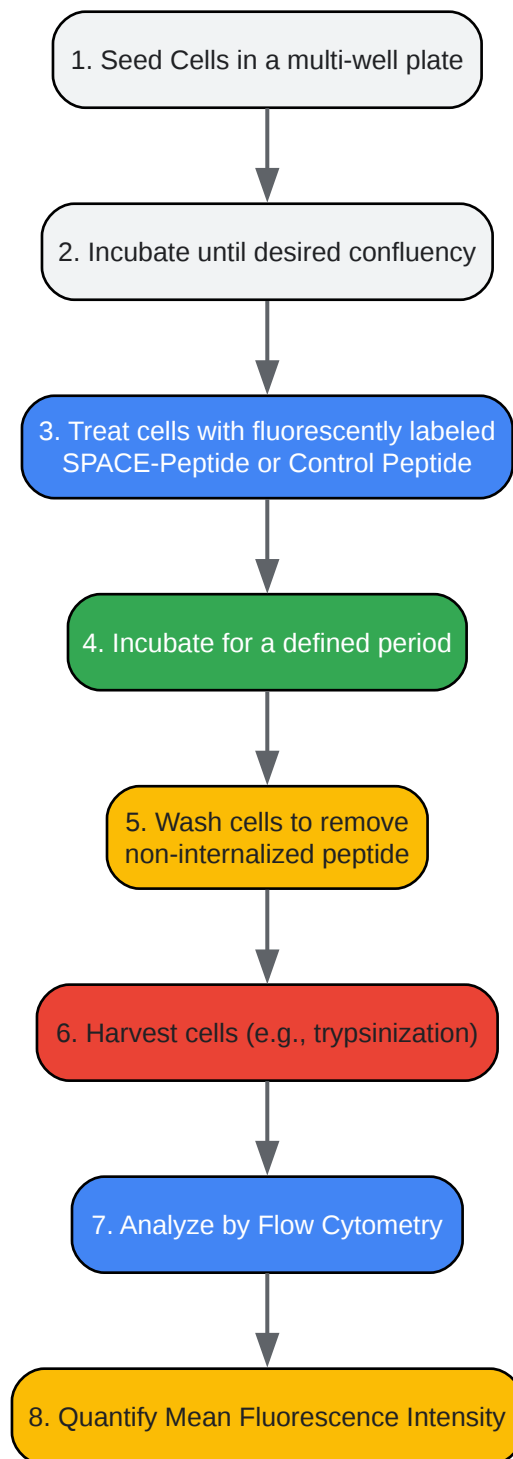 1. Seed Cells in a multi-well plate
2. Incubate until desired confluency
3. Treat cells with fluorescently labeled
SPACE-Peptide or Control Peptide
4. Incubate for a defined period
5. Wash cells to remove
non-internalized peptide
6. Harvest cells (e.g., trypsinization)
7. Analyze by Flow Cytometry
8. Quantify Mean Fluorescence Intensity